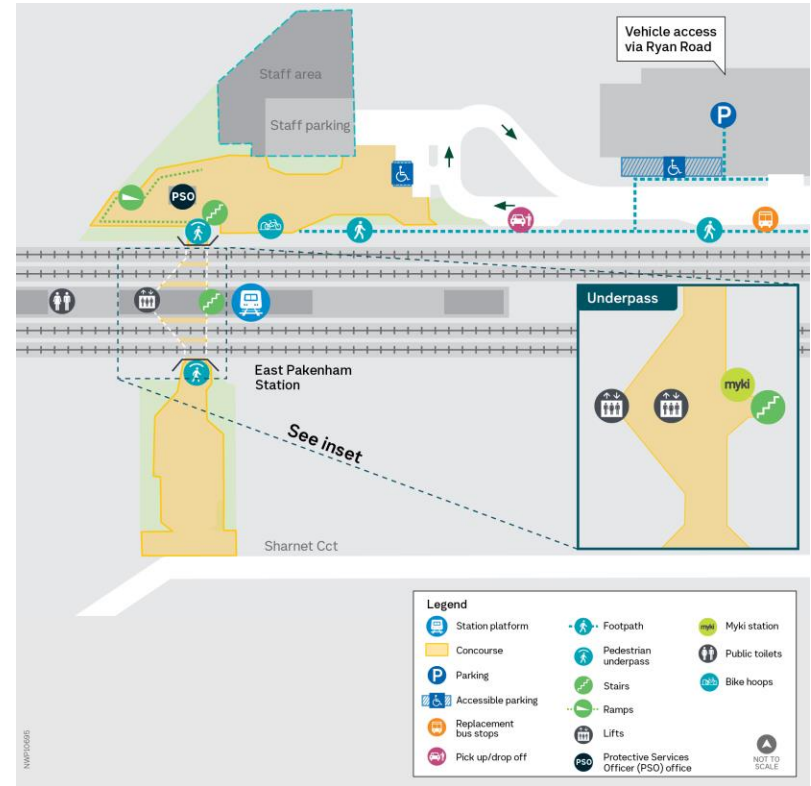 Vehicle access
via Ryan Road
Staff area
Staff parking
P
PSO
East Pakenham
Station
See inset
Underpass
myki
Sharnet Cct
Legend
Station platform
Concourse
P
Parking
Accessible parking
Replacement
bus stops
Pick up/drop off
Footpath
Pedestrian
underpass
Stairs
Ramps
Lifts
PSO
Protective Services
Officer (PSO) office
myki
Myki station
Public toilets
Bike hoops
NOT TO
SCALE
NWP10695